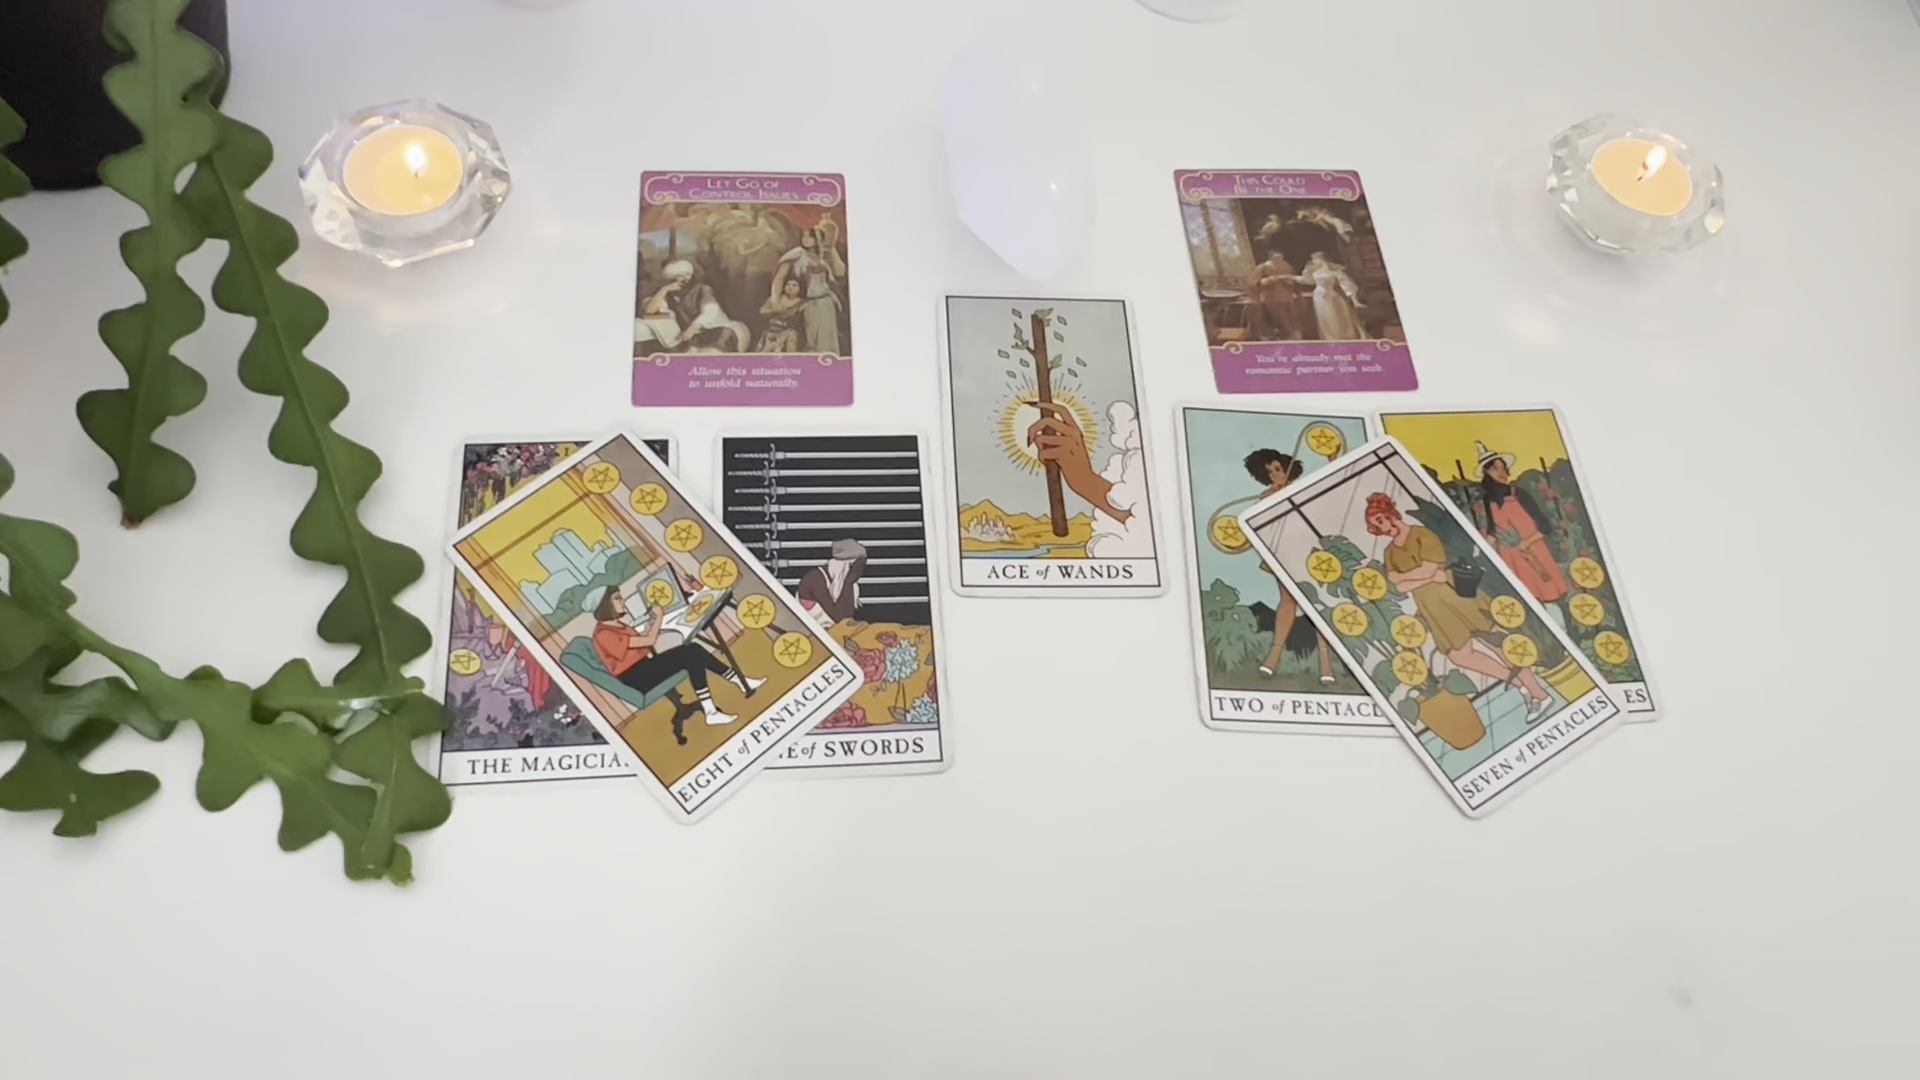 LET GO OF
CONTROL ISSUES
Allow this situation
to unfold naturally.
THIS COULD
BE THE ONE
You've already met the
romantic partner you seek.
ACE of WANDS
I
THE MAGICIA
EIGHT of PENTACLES
NE of SWORDS
TWO of PENTACL
SEVEN of PENTACLES
ES